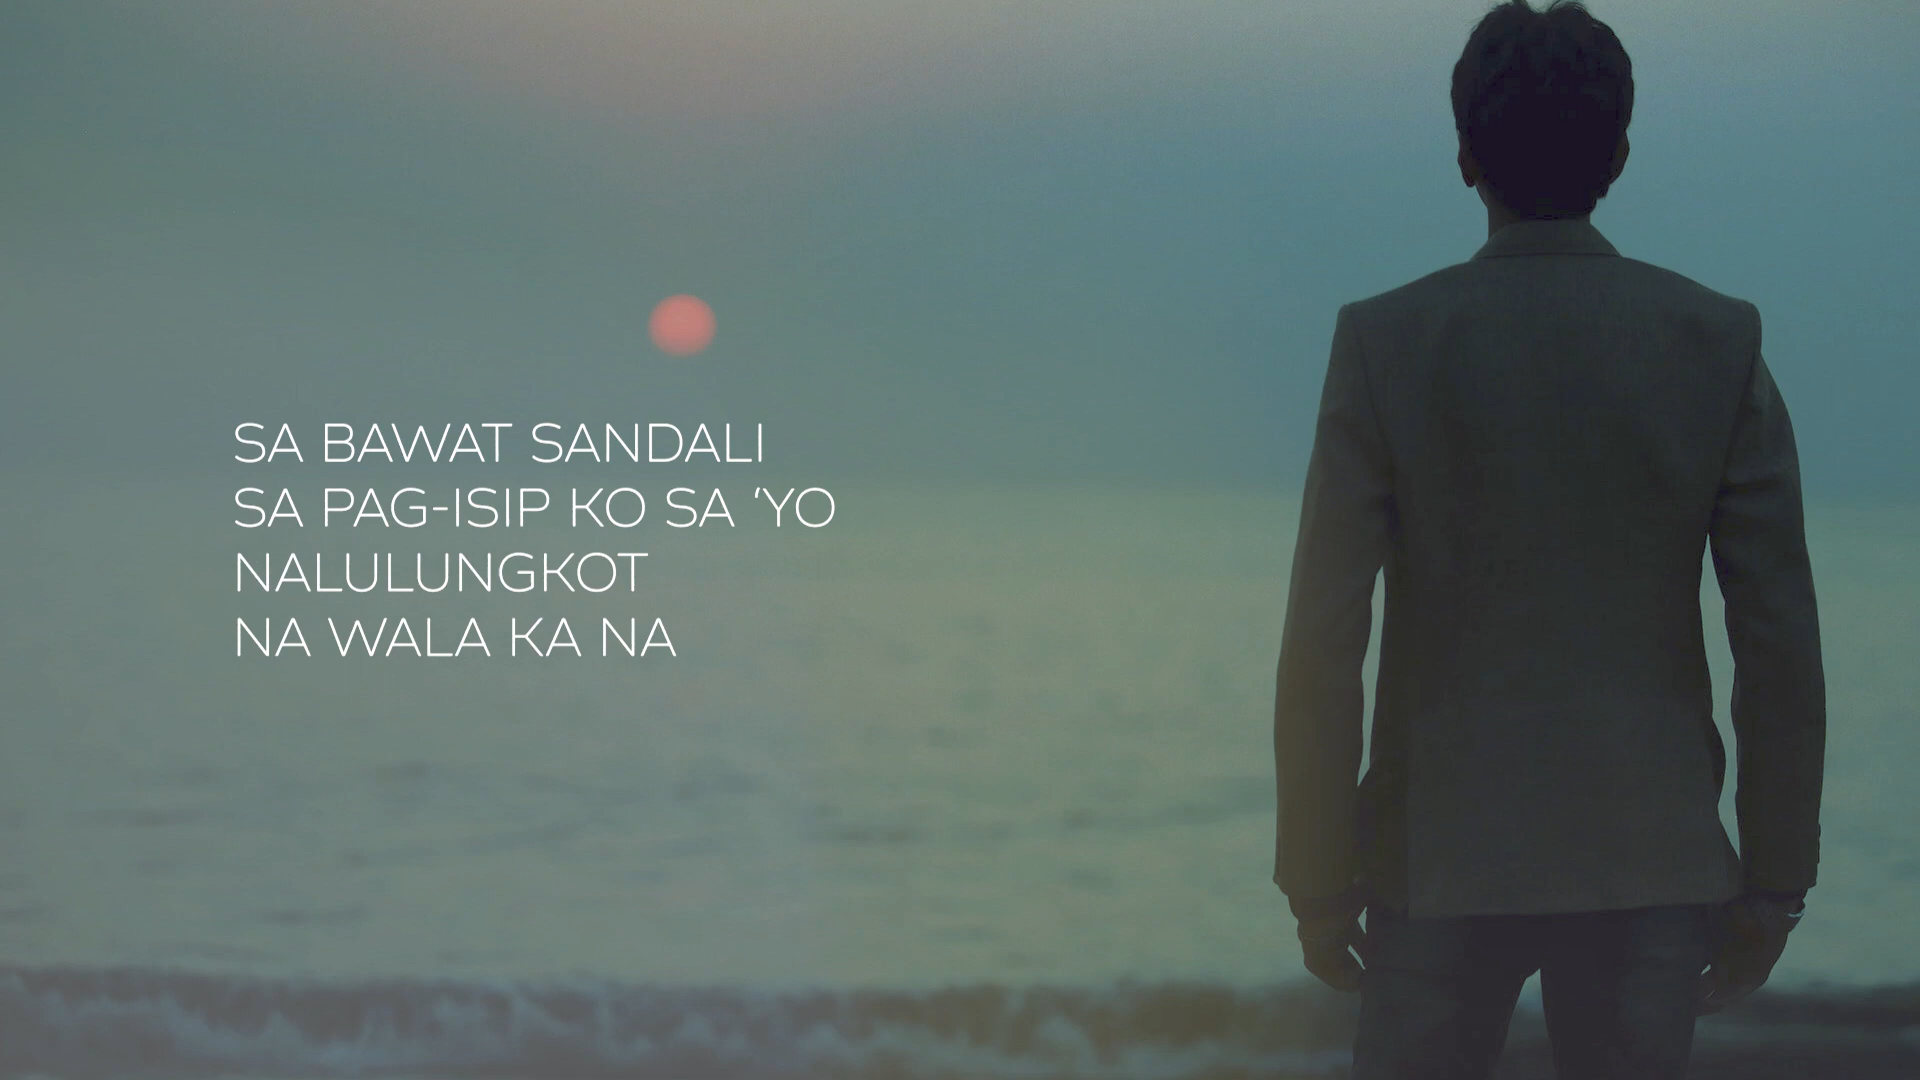 SA BAWAT SANDALI
SA PAG-ISIP KO SA ‘YO
NALULUNGKOT
NA WALA KA NA